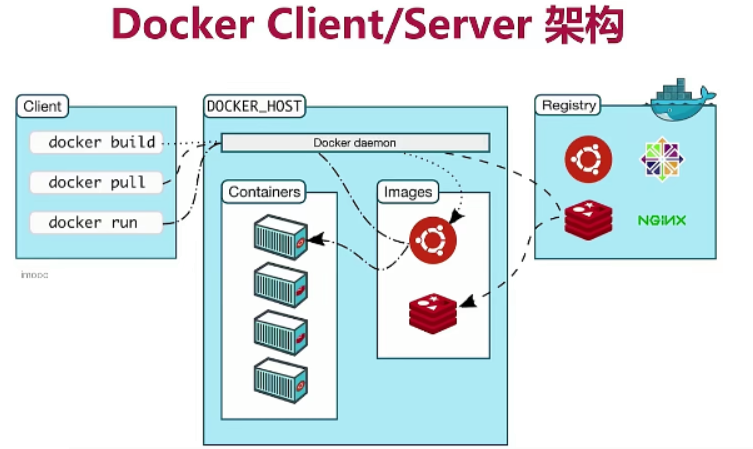 Docker Client/Server 架构
Client
docker build
docker pull
docker run
imooc
DOCKER_HOST
Docker daemon
Containers
Images
Registry
NGINX